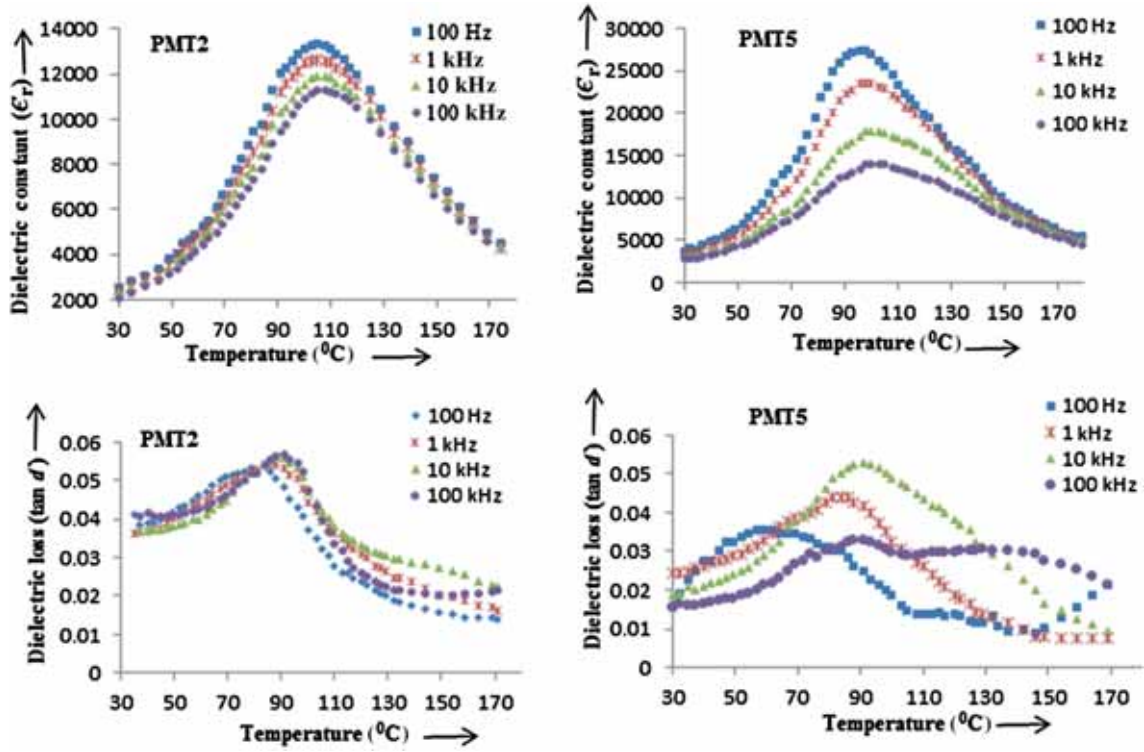 PMT2
100 Hz
1 kHz
10 kHz
100 kHz
Dielectric constant (ϵr)
14000
12000
10000
8000
6000
4000
2000
30 50 70 90 110 130 150 170
Temperature (⁰C)
PMT5
100 Hz
1 kHz
10 kHz
100 kHz
Dielectric constant (ϵr)
30000
25000
20000
15000
10000
5000
0
30 50 70 90 110 130 150 170
Temperature (⁰C)
PMT2
100 Hz
1 kHz
10 kHz
100 kHz
Dielectric loss (tan d)
0.06
0.05
0.04
0.03
0.02
0.01
0
30 50 70 90 110 130 150 170
Temperature (⁰C)
PMT5
100 Hz
1 kHz
10 kHz
100 kHz
Dielectric loss (tan d)
0.06
0.05
0.04
0.03
0.02
0.01
0
30 50 70 90 110 130 150 170
Temperature (⁰C)